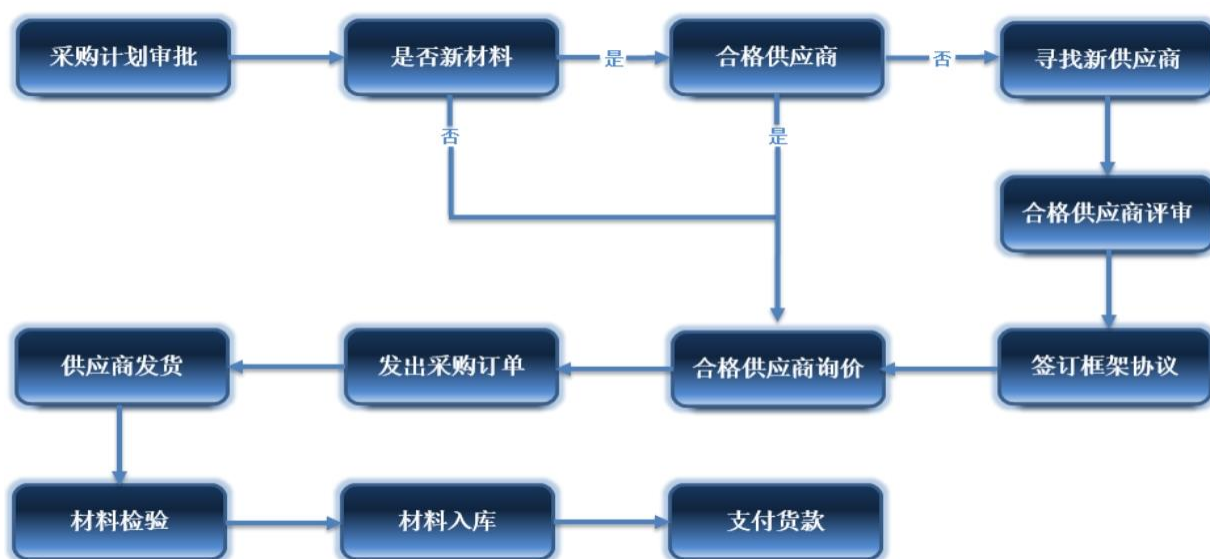 采购计划审批
是否新材料
是
合格供应商
否
寻找新供应商
否
是
合格供应商评审
供应商发货
发出采购订单
合格供应商询价
签订框架协议
材料检验
材料入库
支付货款